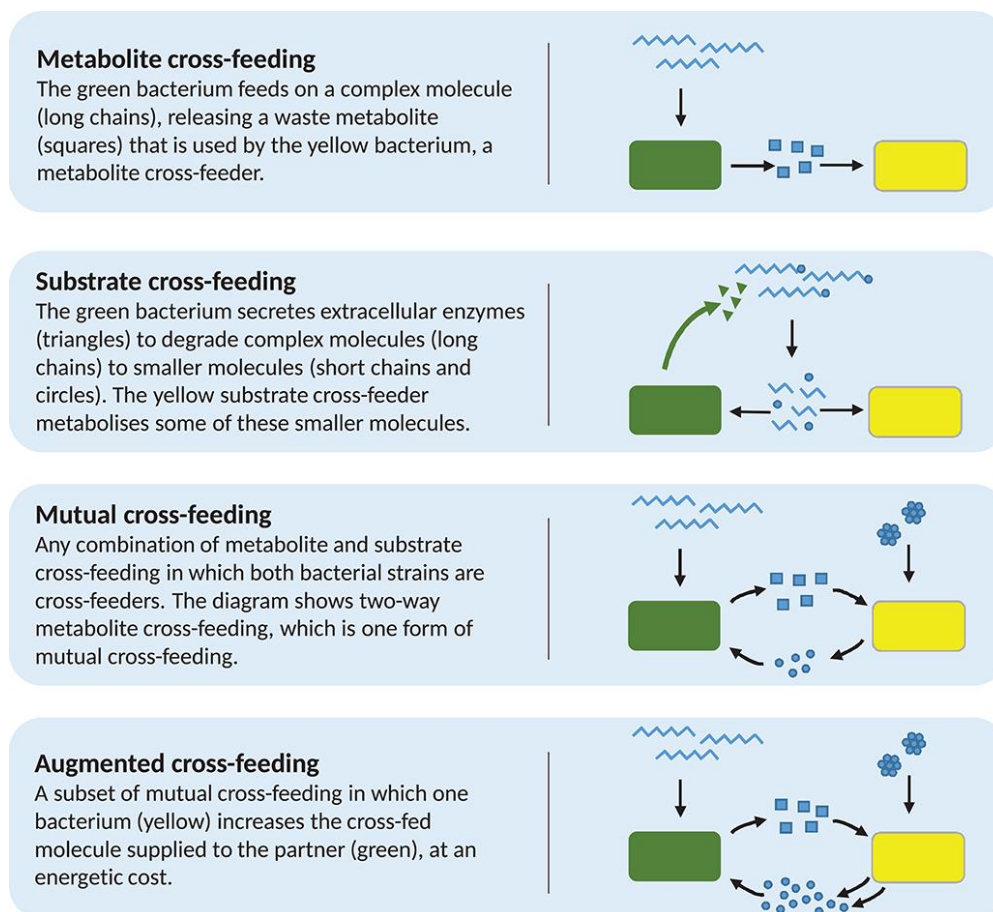 Metabolite cross-feeding
The green bacterium feeds on a complex molecule
(long chains), releasing a waste metabolite
(squares) that is used by the yellow bacterium, a
metabolite cross-feeder.
Substrate cross-feeding
The green bacterium secretes extracellular enzymes
(triangles) to degrade complex molecules (long
chains) to smaller molecules (short chains and
circles). The yellow substrate cross-feeder
metabolises some of these smaller molecules.
Mutual cross-feeding
Any combination of metabolite and substrate
cross-feeding in which both bacterial strains are
cross-feeders. The diagram shows two-way
metabolite cross-feeding, which is one form of
mutual cross-feeding.
Augmented cross-feeding
A subset of mutual cross-feeding in which one
bacterium (yellow) increases the cross-fed
molecule supplied to the partner (green), at an
energetic cost.